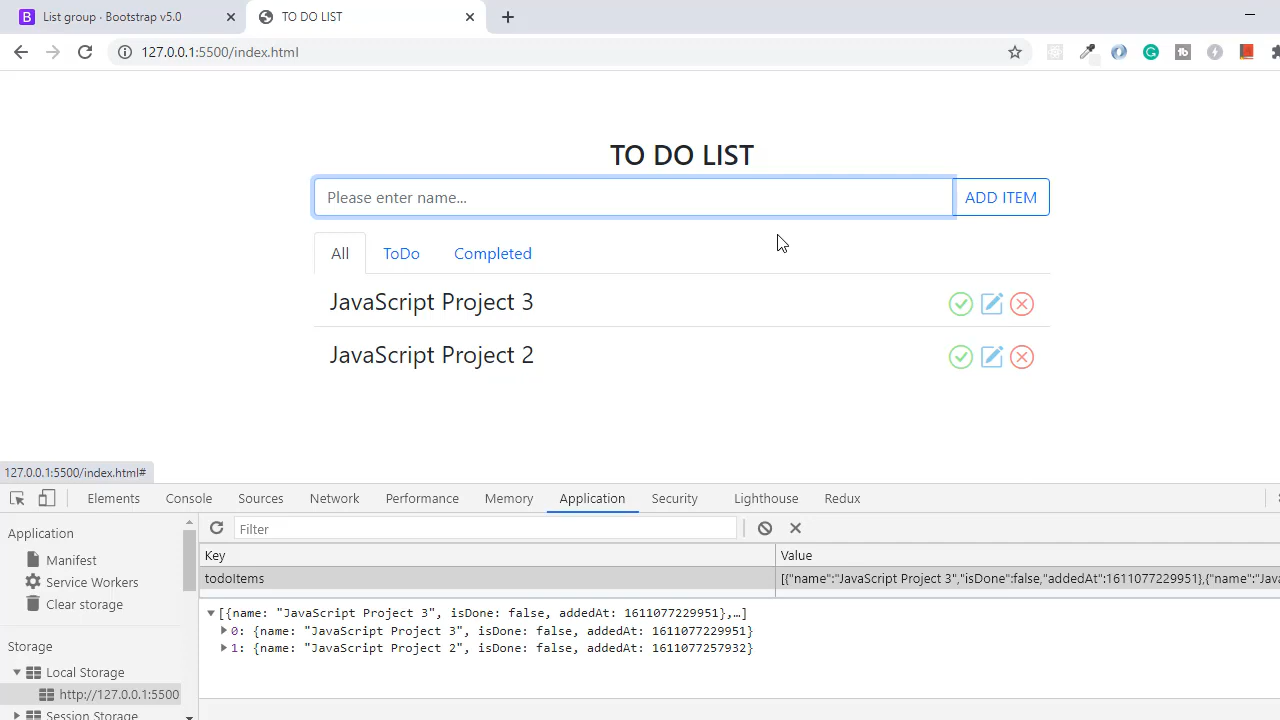 List group · Bootstrap v5.0
TO DO LIST
127.0.0.1:5500/index.html
TO DO LIST
Please enter name...
ADD ITEM
All ToDo Completed
JavaScript Project 3
JavaScript Project 2
127.0.0.1:5500/index.html#
Elements Console Sources Network Performance Memory Application Security Lighthouse Redux
Application
Manifest
Service Workers
Clear storage
Storage
Local Storage
http://127.0.0.1:5500
Session Storage
Filter
Key Value
todoItems [{"name":"JavaScript Project 3","isDone":false,"addedAt":1611077229951},{"name":"Java
[{name: "JavaScript Project 3", isDone: false, addedAt: 1611077229951},…]
0: {name: "JavaScript Project 3", isDone: false, addedAt: 1611077229951}
1: {name: "JavaScript Project 2", isDone: false, addedAt: 1611077257932}